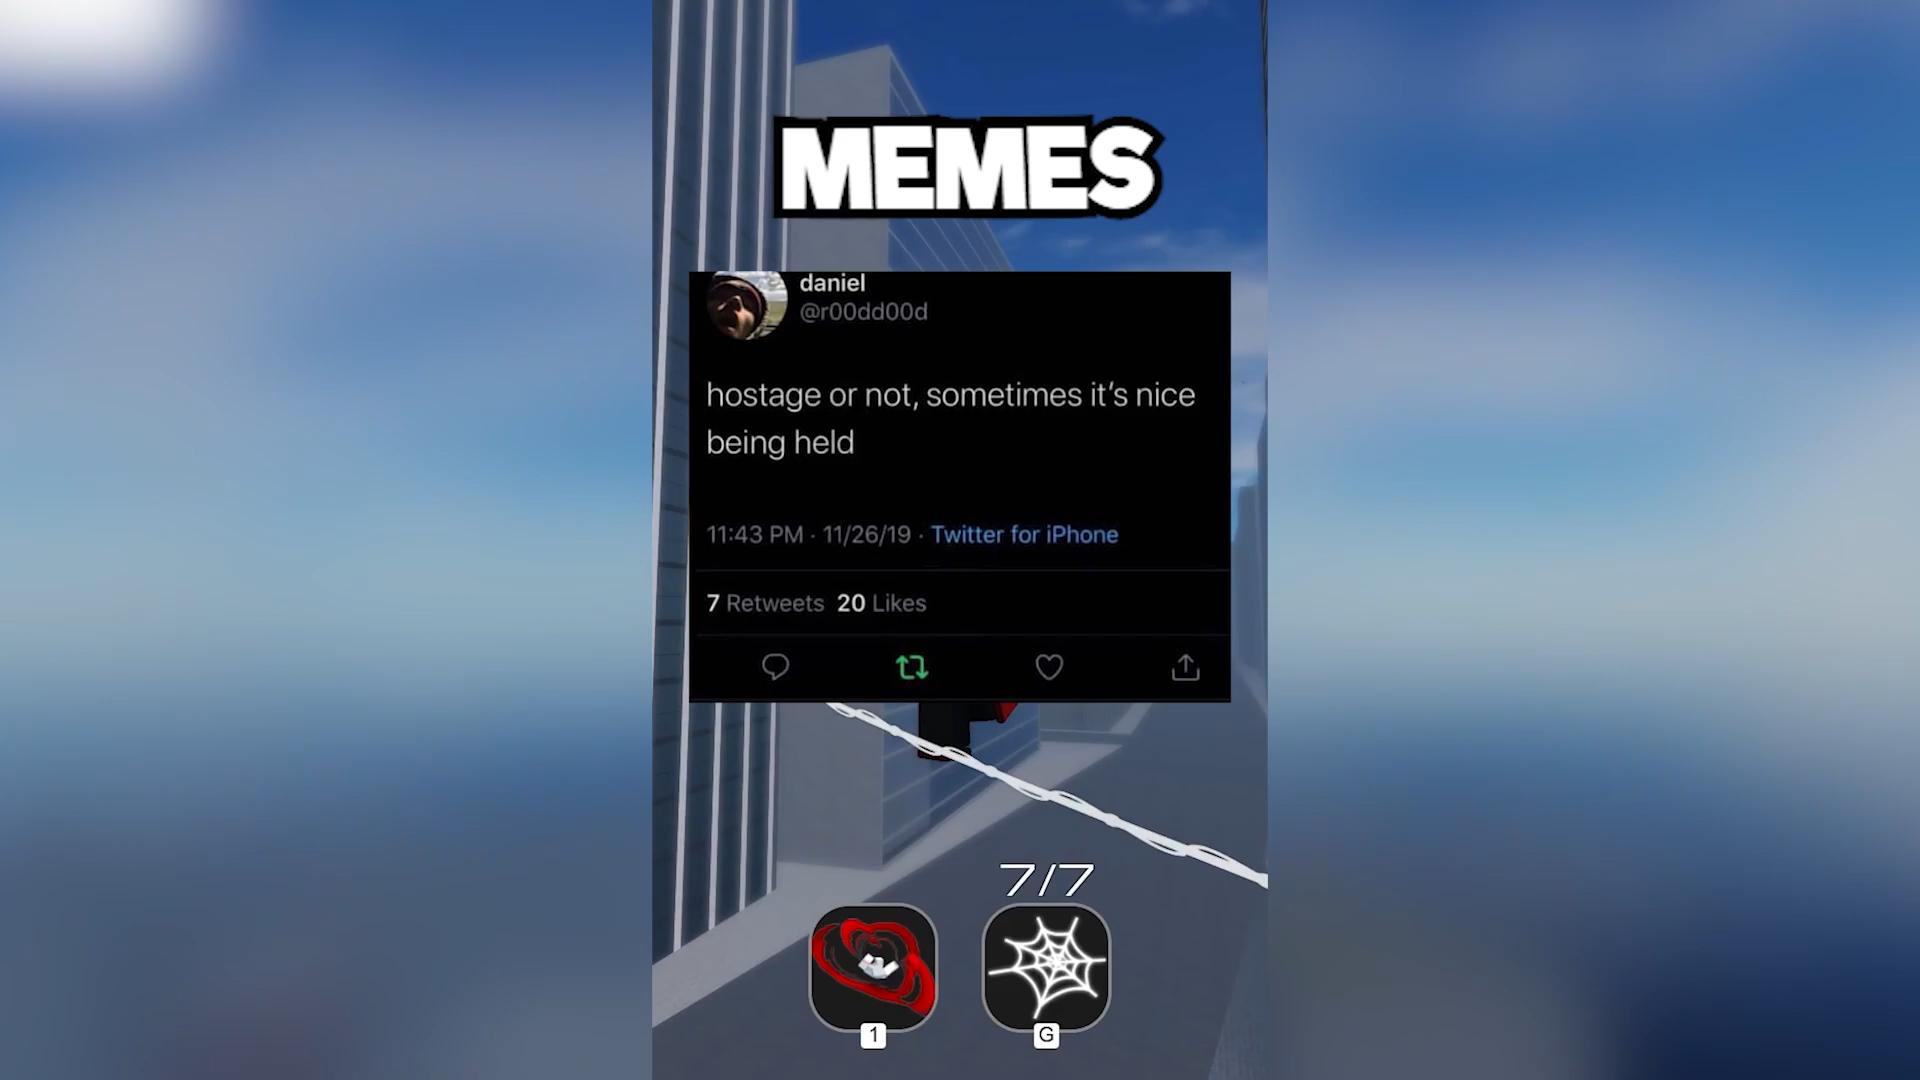 MEMES
daniel
@r00dd00d
hostage or not, sometimes it's nice
being held
11:43 PM · 11/26/19 · Twitter for iPhone
7 Retweets 20 Likes
7/7
1
G